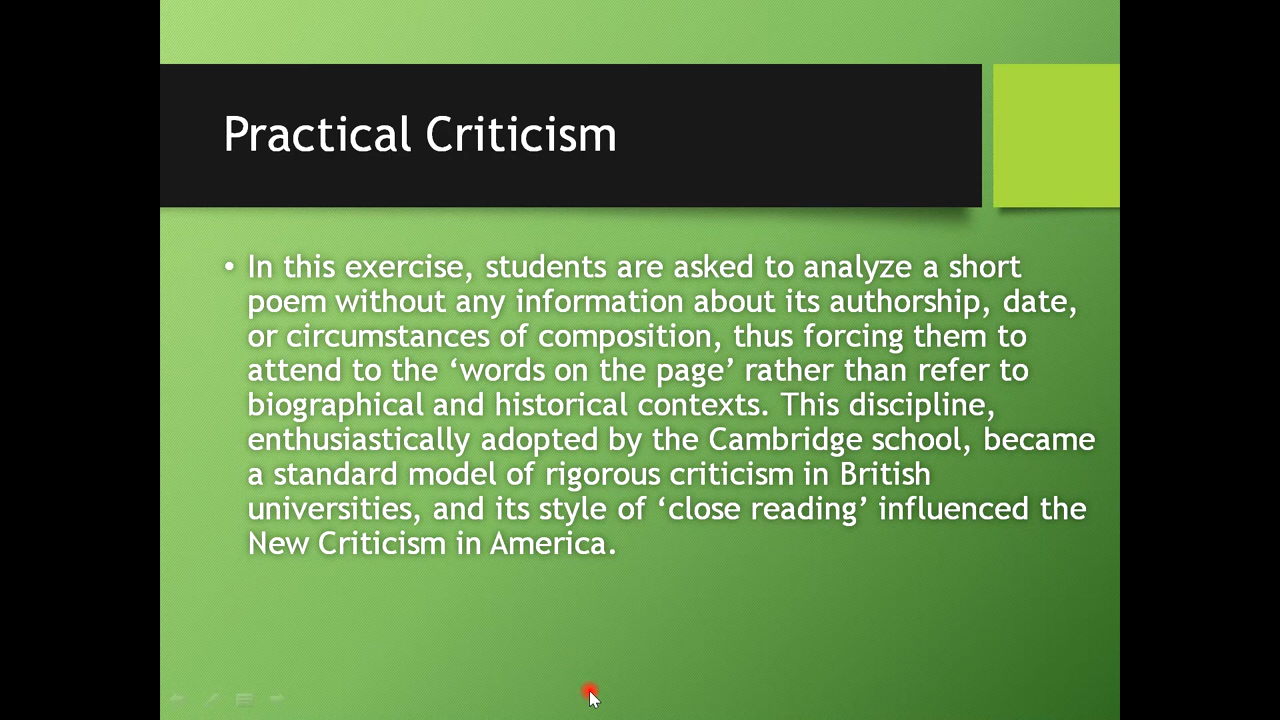 Practical Criticism
• In this exercise, students are asked to analyze a short
poem without any information about its authorship, date,
or circumstances of composition, thus forcing them to
attend to the ‘words on the page’ rather than refer to
biographical and historical contexts. This discipline,
enthusiastically adopted by the Cambridge school, became
a standard model of rigorous criticism in British
universities, and its style of ‘close reading’ influenced the
New Criticism in America.